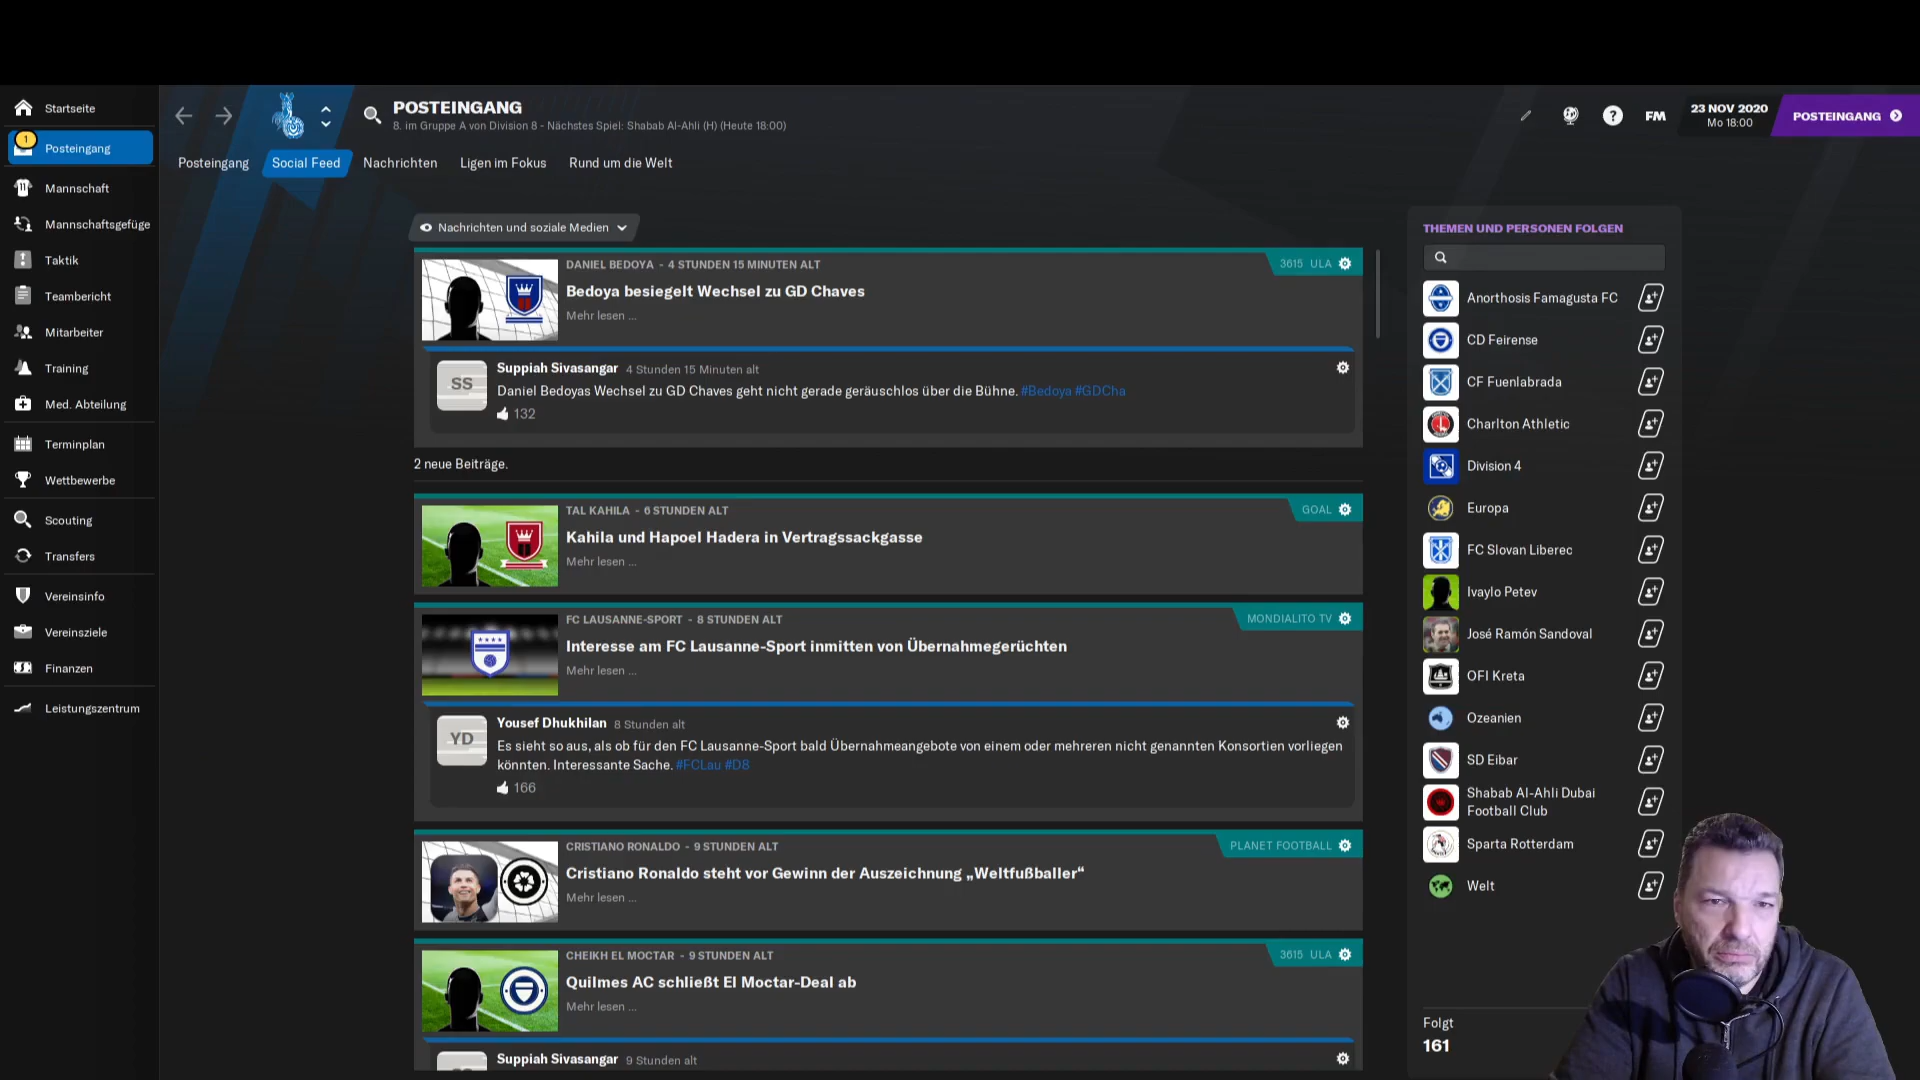 Startseite
1
Posteingang
Mannschaft
Mannschaftsgefüge
Taktik
Teambericht
Mitarbeiter
Training
Med. Abteilung
Terminplan
Wettbewerbe
Scouting
Transfers
Vereinsinfo
Vereinsziele
Finanzen
Leistungszentrum
POSTEINGANG
8. im Gruppe A von Division 8 - Nächstes Spiel: Shabab Al-Ahli (H) (Heute 18:00)
FM
23 NOV 2020
Mo 18:00
POSTEINGANG
Posteingang
Social Feed
Nachrichten
Ligen im Fokus
Rund um die Welt
Nachrichten und soziale Medien
DANIEL BEDOYA - 4 STUNDEN 15 MINUTEN ALT
3615 ULA
Bedoya besiegelt Wechsel zu GD Chaves
Mehr lesen ...
SS
Suppiah Sivasangar 4 Stunden 15 Minuten alt
Daniel Bedoyas Wechsel zu GD Chaves geht nicht gerade geräuschlos über die Bühne. #Bedoya #GDCha
132
2 neue Beiträge.
TAL KAHILA - 6 STUNDEN ALT
GOAL
Kahila und Hapoel Hadera in Vertragssackgasse
Mehr lesen ...
FC LAUSANNE-SPORT - 8 STUNDEN ALT
MONDIALITO TV
Interesse am FC Lausanne-Sport inmitten von Übernahmegerüchten
Mehr lesen ...
YD
Yousef Dhukhilan 8 Stunden alt
Es sieht so aus, als ob für den FC Lausanne-Sport bald Übernahmeangebote von einem oder mehreren nicht genannten Konsortien vorliegen
könnten. Interessante Sache. #FCLau #D8
166
CRISTIANO RONALDO - 9 STUNDEN ALT
PLANET FOOTBALL
Cristiano Ronaldo steht vor Gewinn der Auszeichnung „Weltfußballer“
Mehr lesen ...
CHEIKH EL MOCTAR - 9 STUNDEN ALT
3615 ULA
Quilmes AC schließt El Moctar-Deal ab
Mehr lesen ...
Suppiah Sivasangar 9 Stunden alt
THEMEN UND PERSONEN FOLGEN
Anorthosis Famagusta FC
CD Feirense
CF Fuenlabrada
Charlton Athletic
Division 4
Europa
FC Slovan Liberec
Ivaylo Petev
José Ramón Sandoval
OFI Kreta
Ozeanien
SD Eibar
Shabab Al-Ahli Dubai
Football Club
Sparta Rotterdam
Welt
Folgt
161